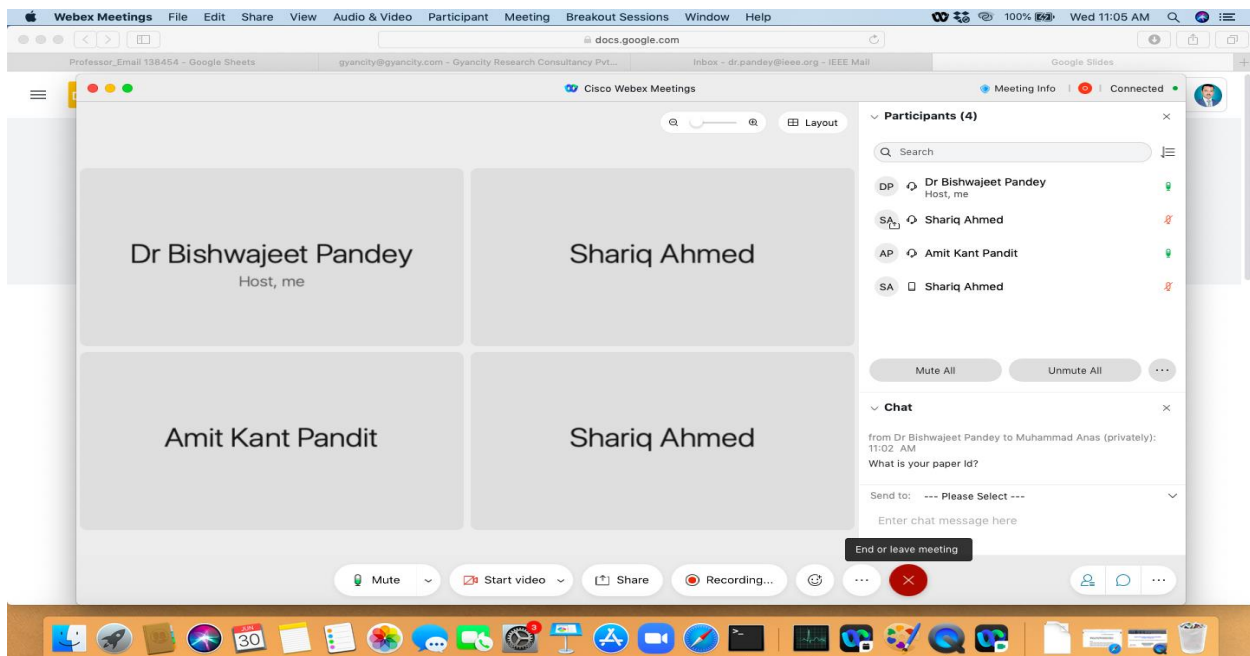 Webex Meetings File Edit Share View Audio & Video Participant Meeting Breakout Sessions Window Help 100% Wed 11:05 AM
docs.google.com
Professor_Email 138454 - Google Sheets gyancity@gyancity.com - Gyancity Research Consultancy Pvt... Inbox - dr.pandey@ieee.org - IEEE Mail Google Slides
Cisco Webex Meetings Meeting Info Connected
Layout
Participants (4)
Search
DP Dr Bishwajeet Pandey
Host, me
SA Shariq Ahmed
AP Amit Kant Pandit
SA Shariq Ahmed
Mute All Unmute All
Dr Bishwajeet Pandey
Host, me
Shariq Ahmed
Amit Kant Pandit
Shariq Ahmed
Chat
from Dr Bishwajeet Pandey to Muhammad Anas (privately):
11:02 AM
What is your paper Id?
Send to: --- Please Select ---
Enter chat message here
End or leave meeting
Mute Start video Share Recording...
JUN
30
3